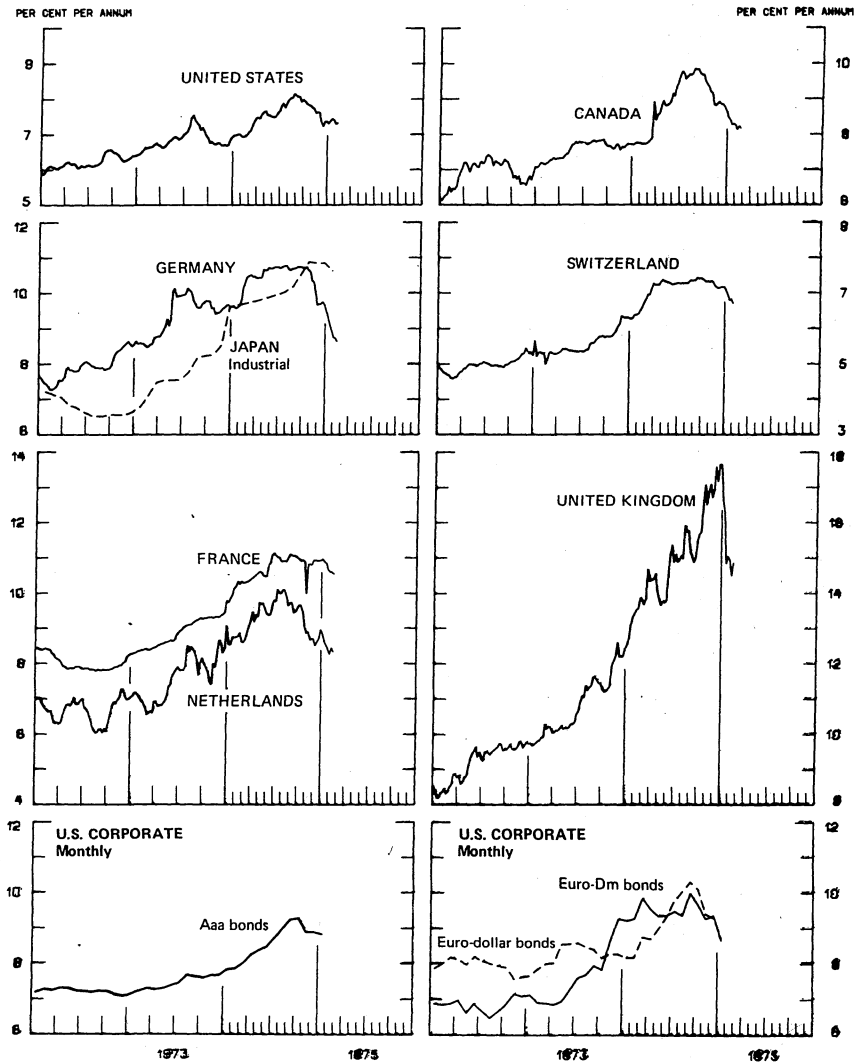 PER CENT PER ANNUM
PER CENT PER ANNUM
9
UNITED STATES
7
5
10
CANADA
8
6
12
GERMANY
10
JAPAN
Industrial
8
6
9
SWITZERLAND
7
5
3
14
12
FRANCE
10
8
NETHERLANDS
6
4
18
UNITED KINGDOM
16
14
12
10
8
12
U.S. CORPORATE
Monthly
10
Aaa bonds
8
6
1973
1975
12
U.S. CORPORATE
Monthly
Euro-Dm bonds
10
Euro-dollar bonds
8
6
1973
1975